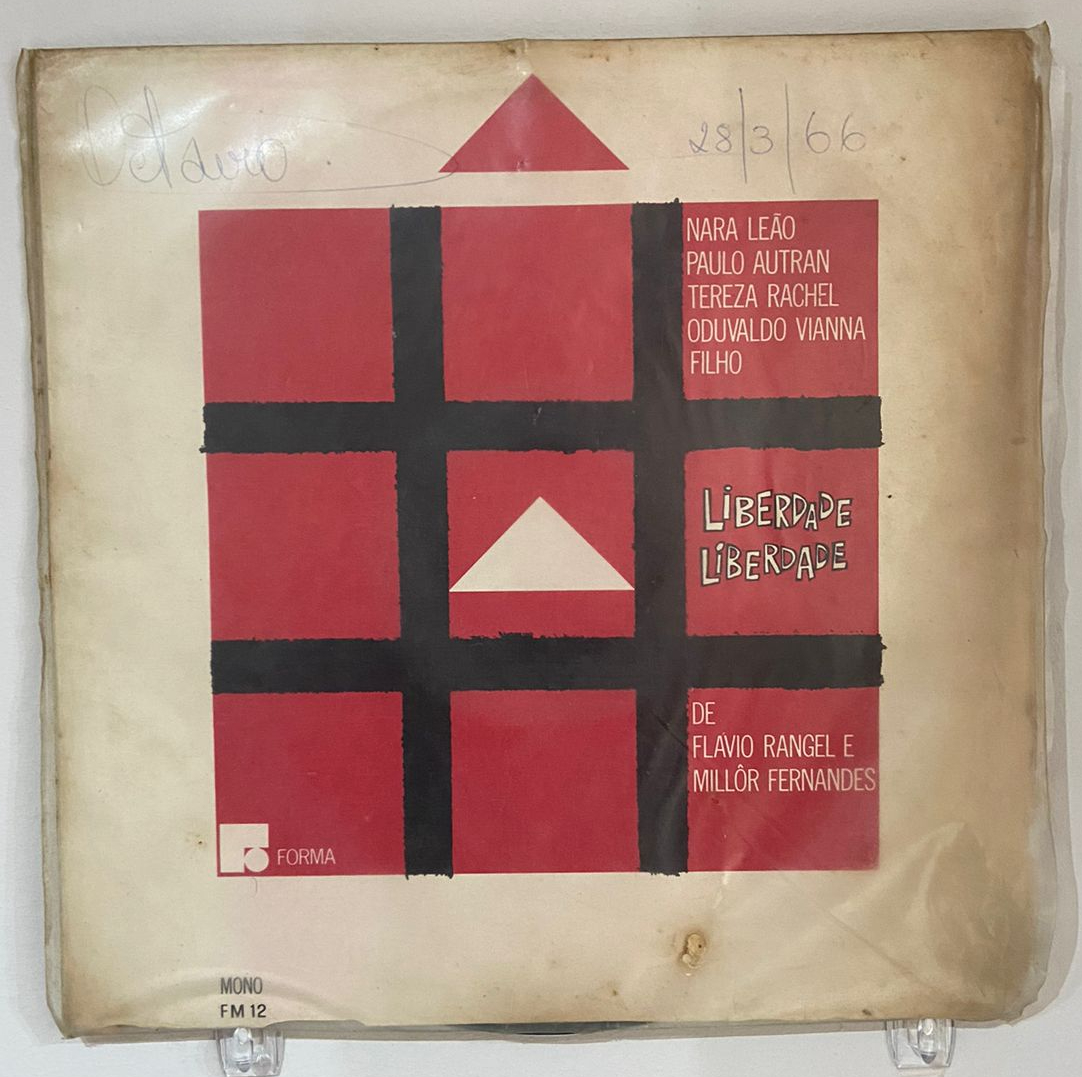 Octavio
28/3/66
NARA LEÃO
PAULO AUTRAN
TEREZA RACHEL
ODUVALDO VIANNA
FILHO
LIBERDADE
LIBERDADE
DE
FLÁVIO RANGEL E
MILLÔR FERNANDES
FORMA
MONO
FM 12